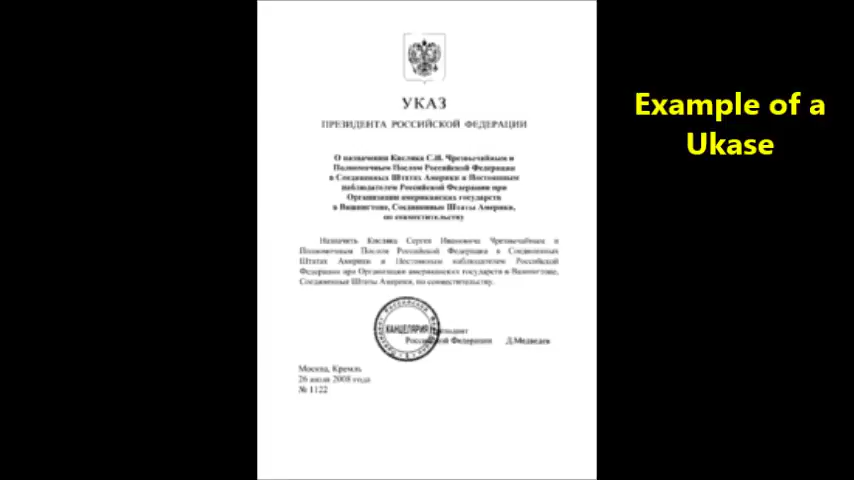 УКАЗ
ПРЕЗИДЕНТА РОССИЙСКОЙ ФЕДЕРАЦИИ
О назначении Кисляка С.И. Чрезвычайным и
Полномочным Послом Российской Федерации
в Соединенных Штатах Америки и Постоянным
наблюдателем Российской Федерации при
Организации американских государств
в Вашингтоне, Соединенные Штаты Америки,
по совместительству
Назначить Кисляка Сергея Ивановича Чрезвычайным и
Полномочным Послом Российской Федерации в Соединенных
Штатах Америки и Постоянным наблюдателем Российской
Федерации при Организации американских государств в Вашингтоне,
Соединенные Штаты Америки, по совместительству.
КАНЦЕЛЯРИЯ
Президент
Российской Федерации Д.Медведев
Москва, Кремль
26 июля 2008 года
№ 1122
Example of a
Ukase